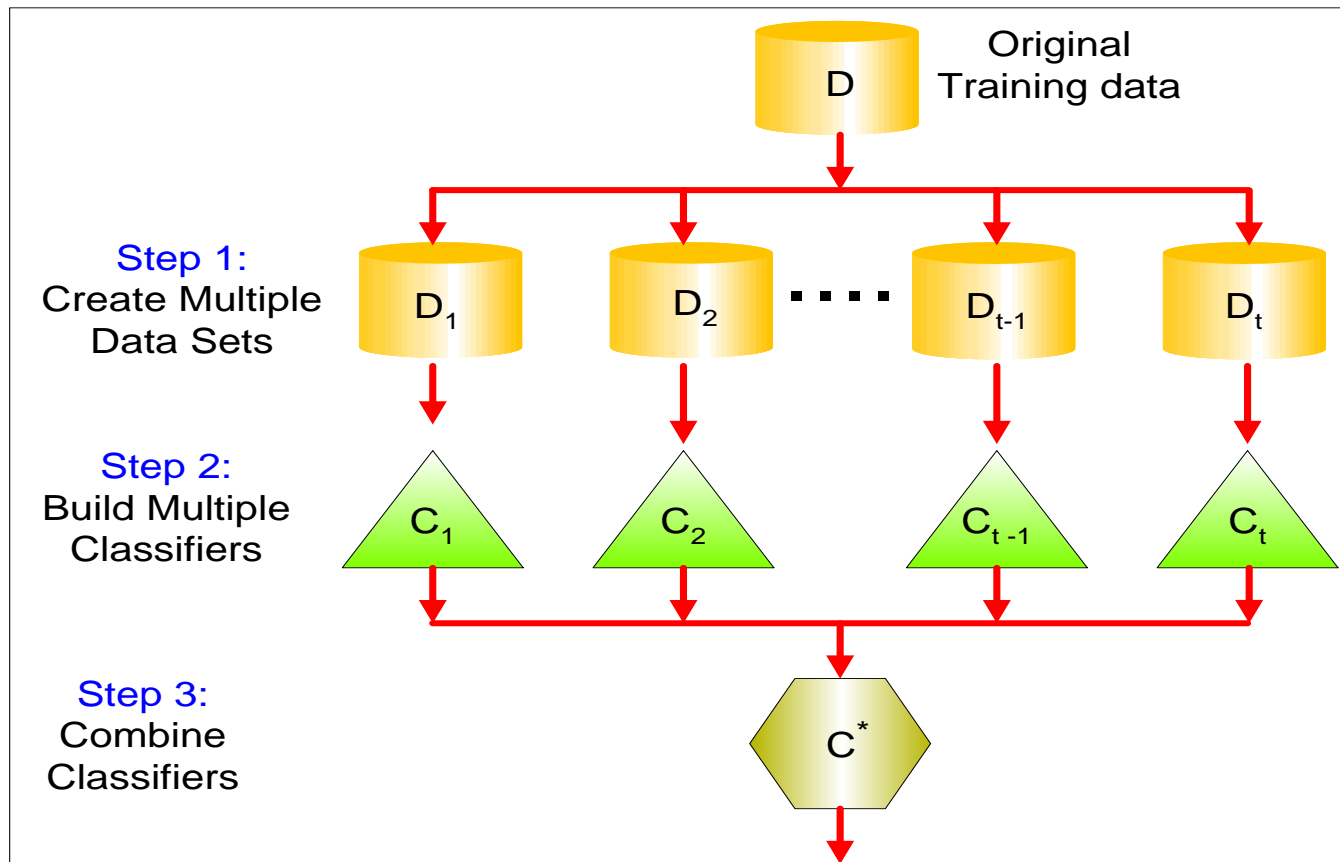 D
Original
Training data
Step 1:
Create Multiple
Data Sets
D₁
D₂
Dₜ₋₁
Dₜ
Step 2:
Build Multiple
Classifiers
C₁
C₂
Cₜ ₋₁
Cₜ
Step 3:
Combine
Classifiers
C*